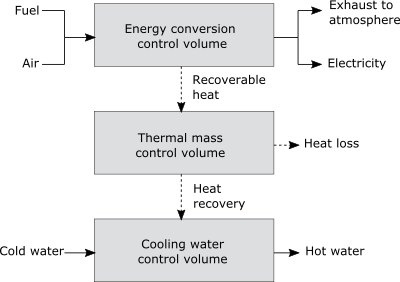 Fuel
Air
Energy conversion
control volume
Exhaust to
atmosphere
Electricity
Recoverable
heat
Thermal mass
control volume
Heat loss
Heat
recovery
Cold water
Cooling water
control volume
Hot water